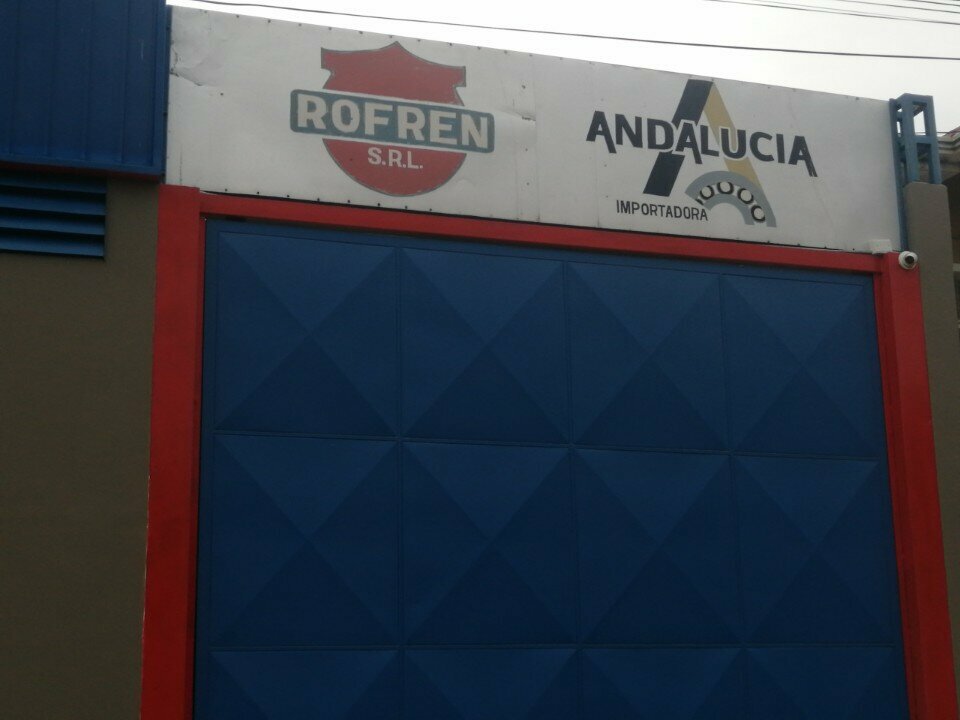 ROFREN
S.R.L.
ANDALUCIA
IMPORTADORA